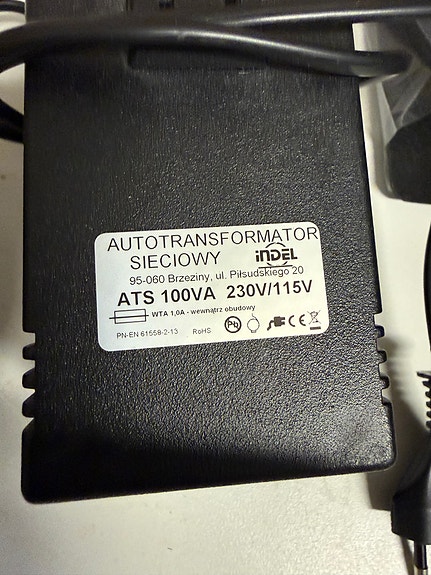 AUTOTRANSFORMATOR
SIECIOWY INDEL
95-060 Brzeziny, ul. Piłsudskiego 20
ATS 100VA 230V/115V
WTA 1,0A - wewnątrz obudowy
PN-EN 61558-2-13 RoHS Pb CE